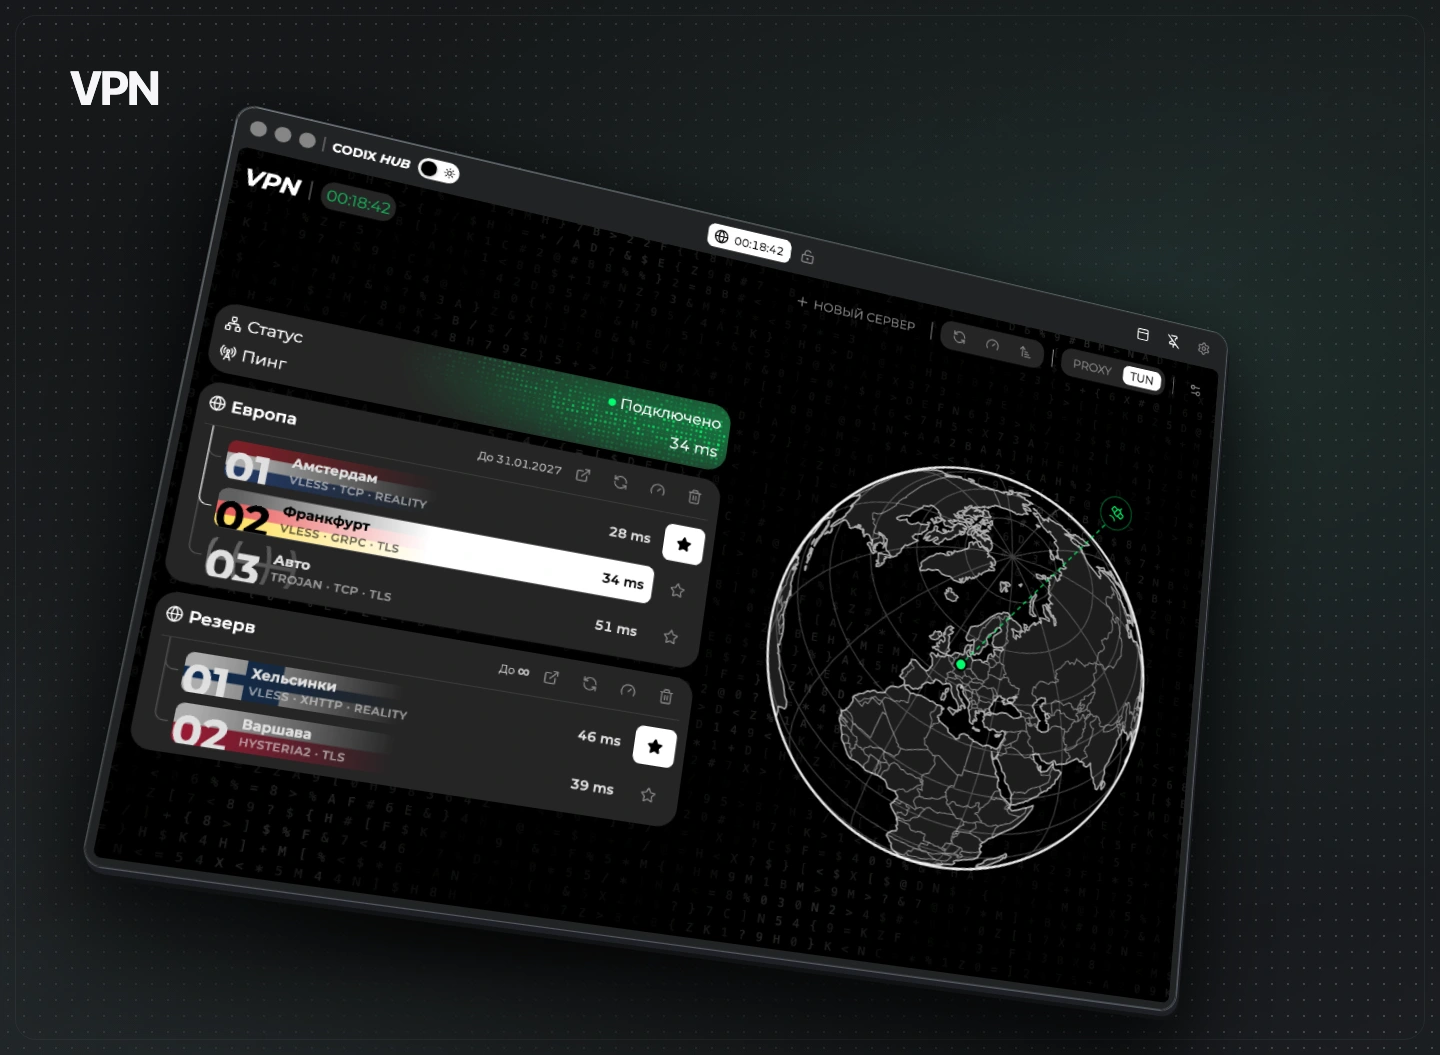 VPN
CODIX HUB
VPN
00:18:42
00:18:42
+ НОВЫЙ СЕРВЕР
PROXY
TUN
Статус
Подключено
Пинг
34 ms
Европа
До 31.01.2027
01
Амстердам
VLESS · TCP · REALITY
28 ms
02
Франкфурт
VLESS · GRPC · TLS
34 ms
03
Авто
TROJAN · TCP · TLS
51 ms
Резерв
До ∞
01
Хельсинки
VLESS · XHTTP · REALITY
46 ms
02
Варшава
HYSTERIA2 · TLS
39 ms